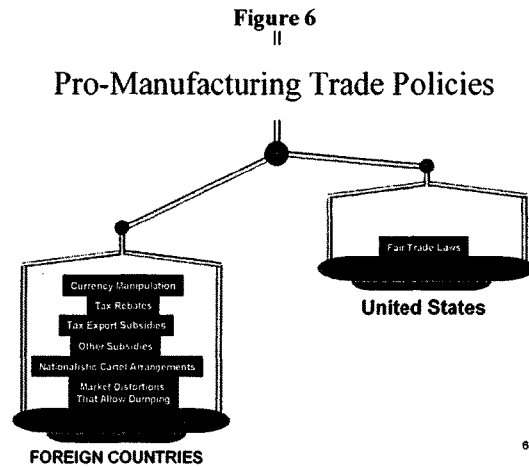 Figure 6
Pro-Manufacturing Trade Policies
Fair Trade Laws
United States
Currency Manipulation
Tax Rebates
Tax Export Subsidies
Other Subsidies
Nationalistic Cartel Arrangements
Market Distortions
That Allow Dumping
FOREIGN COUNTRIES
6